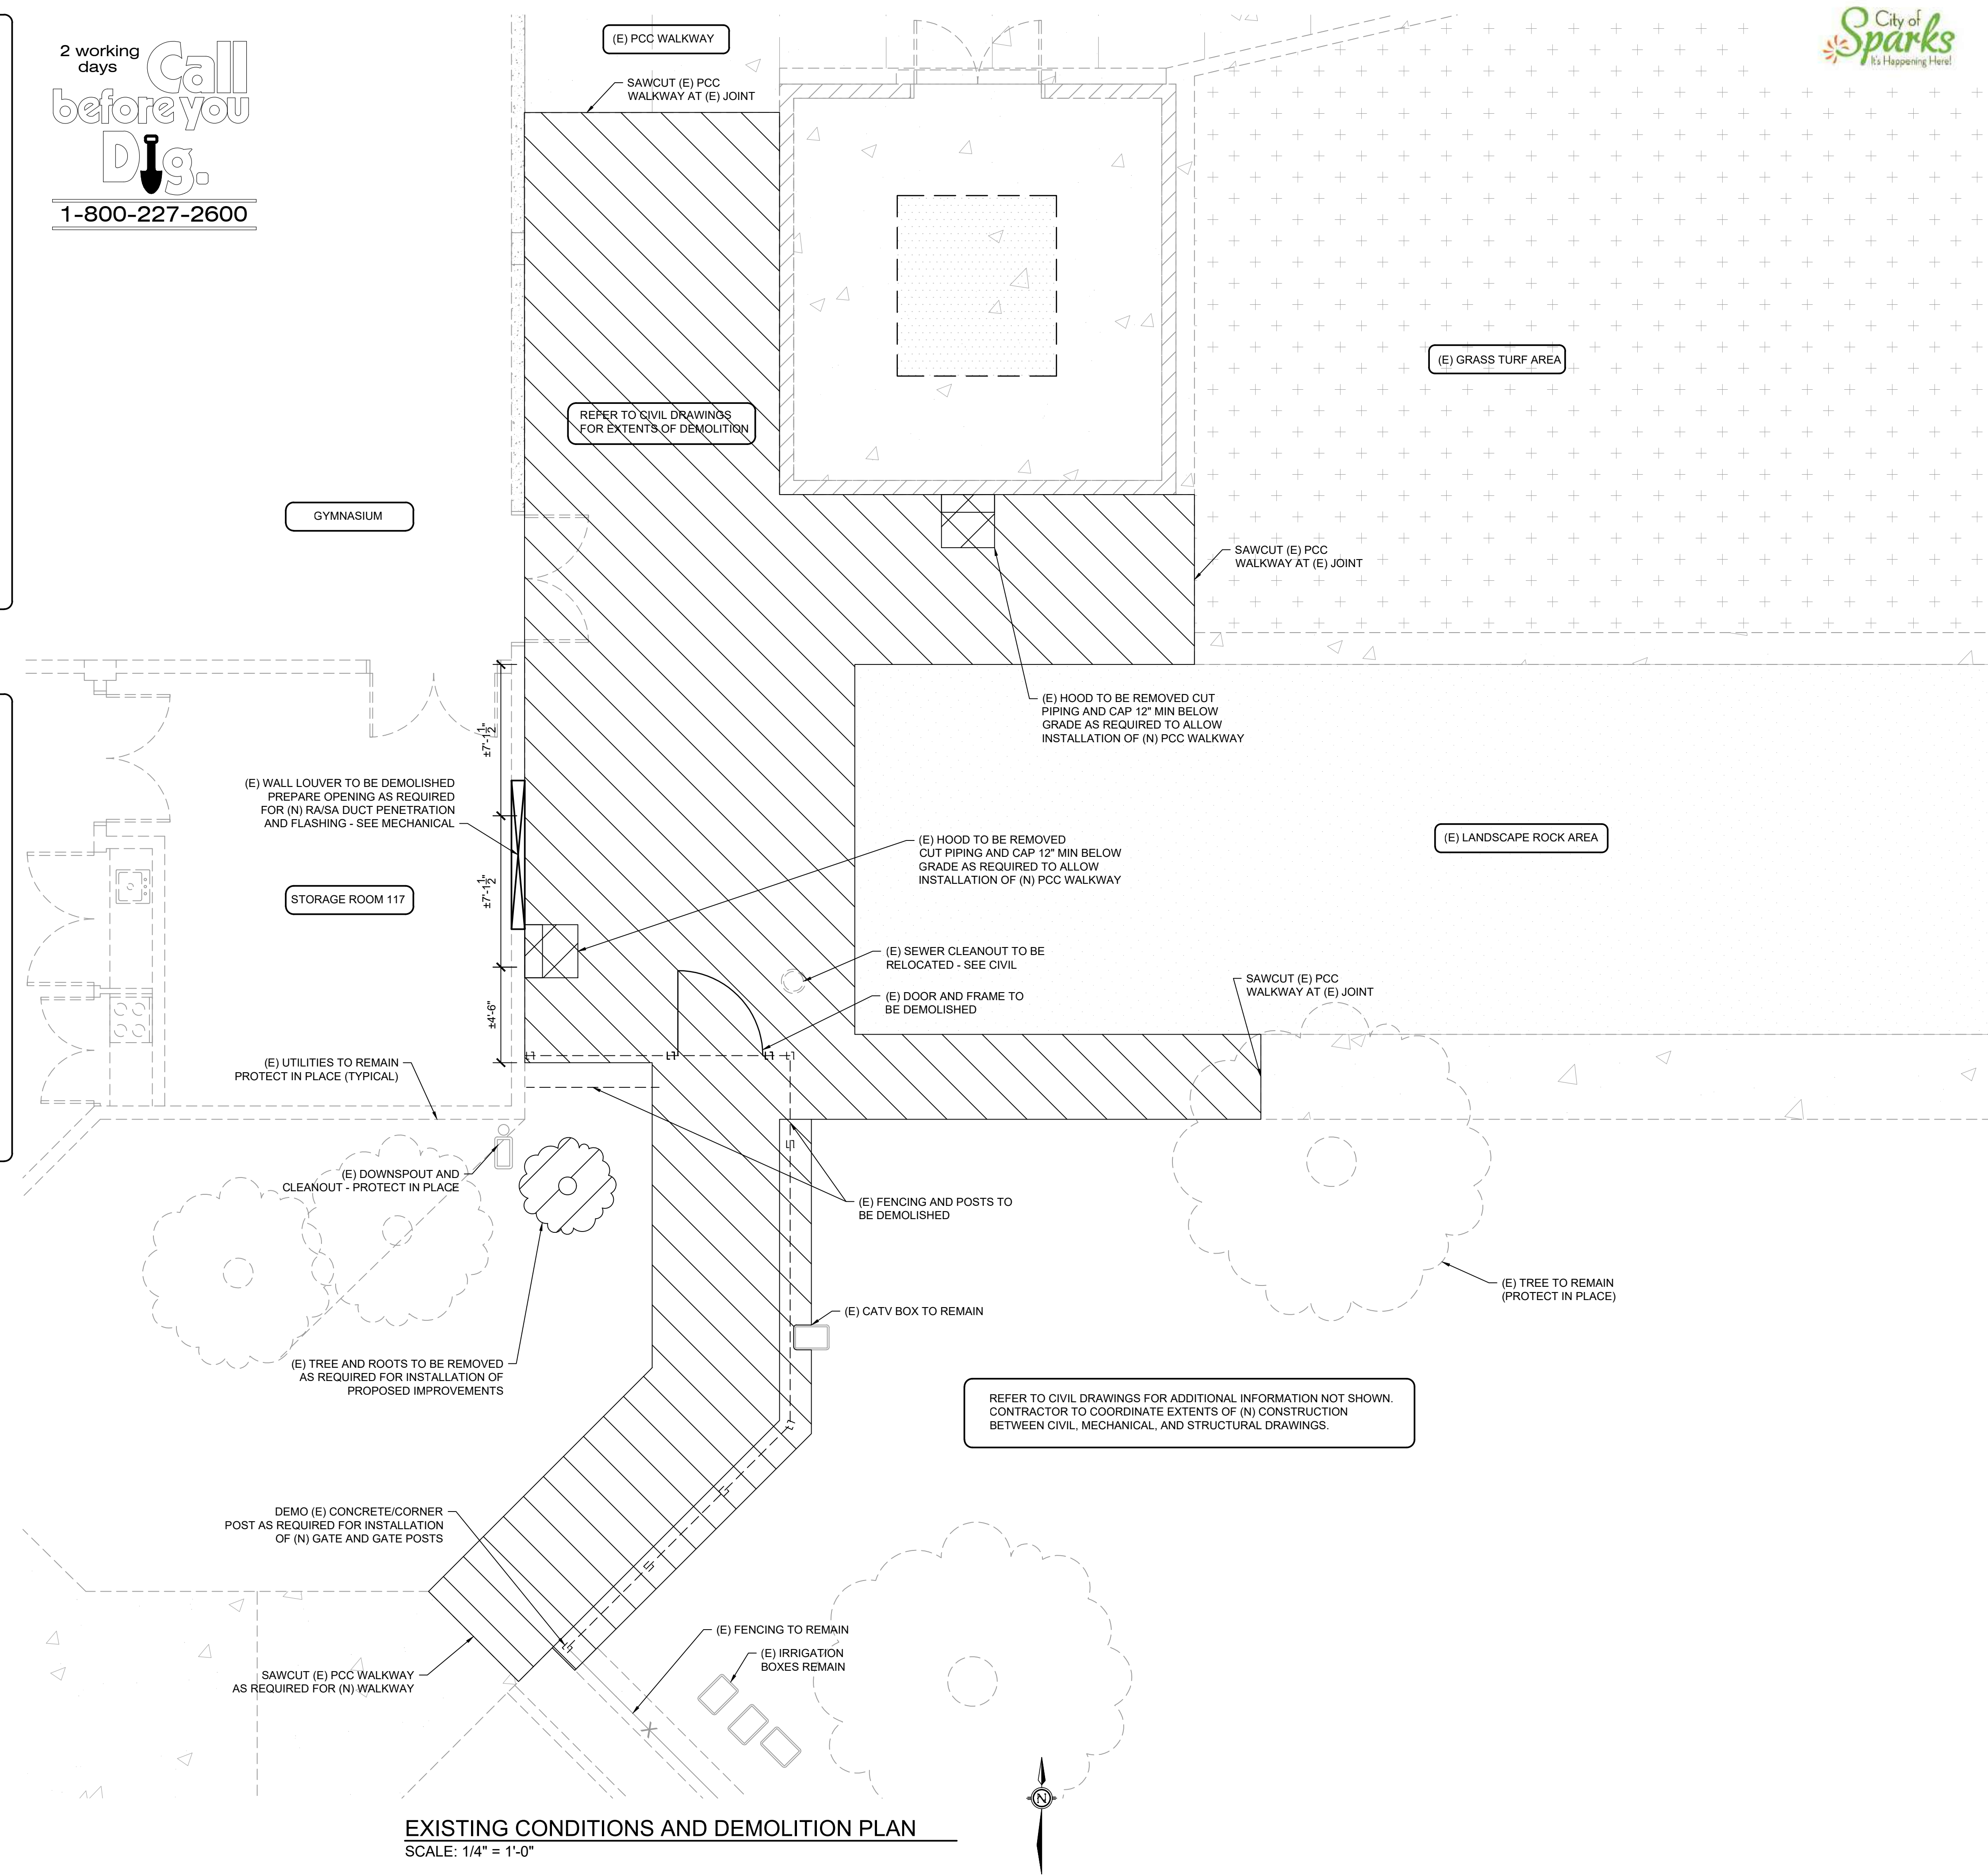 2 working
days
Call
before you
Dig.
1-800-227-2600
City of
Sparks
It's Happening Here!
(E) PCC WALKWAY
SAWCUT (E) PCC
WALKWAY AT (E) JOINT
(E) GRASS TURF AREA
REFER TO CIVIL DRAWINGS
FOR EXTENTS OF DEMOLITION
GYMNASIUM
SAWCUT (E) PCC
WALKWAY AT (E) JOINT
(E) HOOD TO BE REMOVED CUT
PIPING AND CAP 12" MIN BELOW
GRADE AS REQUIRED TO ALLOW
INSTALLATION OF (N) PCC WALKWAY
±7'-1 1/2"
(E) WALL LOUVER TO BE DEMOLISHED
PREPARE OPENING AS REQUIRED
FOR (N) RA/SA DUCT PENETRATION
AND FLASHING - SEE MECHANICAL
(E) LANDSCAPE ROCK AREA
(E) HOOD TO BE REMOVED
CUT PIPING AND CAP 12" MIN BELOW
GRADE AS REQUIRED TO ALLOW
INSTALLATION OF (N) PCC WALKWAY
±7'-1 1/2"
STORAGE ROOM 117
(E) SEWER CLEANOUT TO BE
RELOCATED - SEE CIVIL
SAWCUT (E) PCC
WALKWAY AT (E) JOINT
(E) DOOR AND FRAME TO
BE DEMOLISHED
±4'-6"
(E) UTILITIES TO REMAIN
PROTECT IN PLACE (TYPICAL)
(E) DOWNSPOUT AND
CLEANOUT - PROTECT IN PLACE
(E) FENCING AND POSTS TO
BE DEMOLISHED
(E) TREE TO REMAIN
(PROTECT IN PLACE)
(E) CATV BOX TO REMAIN
(E) TREE AND ROOTS TO BE REMOVED
AS REQUIRED FOR INSTALLATION OF
PROPOSED IMPROVEMENTS
REFER TO CIVIL DRAWINGS FOR ADDITIONAL INFORMATION NOT SHOWN.
CONTRACTOR TO COORDINATE EXTENTS OF (N) CONSTRUCTION
BETWEEN CIVIL, MECHANICAL, AND STRUCTURAL DRAWINGS.
DEMO (E) CONCRETE/CORNER
POST AS REQUIRED FOR INSTALLATION
OF (N) GATE AND GATE POSTS
(E) FENCING TO REMAIN
(E) IRRIGATION
BOXES REMAIN
SAWCUT (E) PCC WALKWAY
AS REQUIRED FOR (N) WALKWAY
N
EXISTING CONDITIONS AND DEMOLITION PLAN
SCALE: 1/4" = 1'-0"